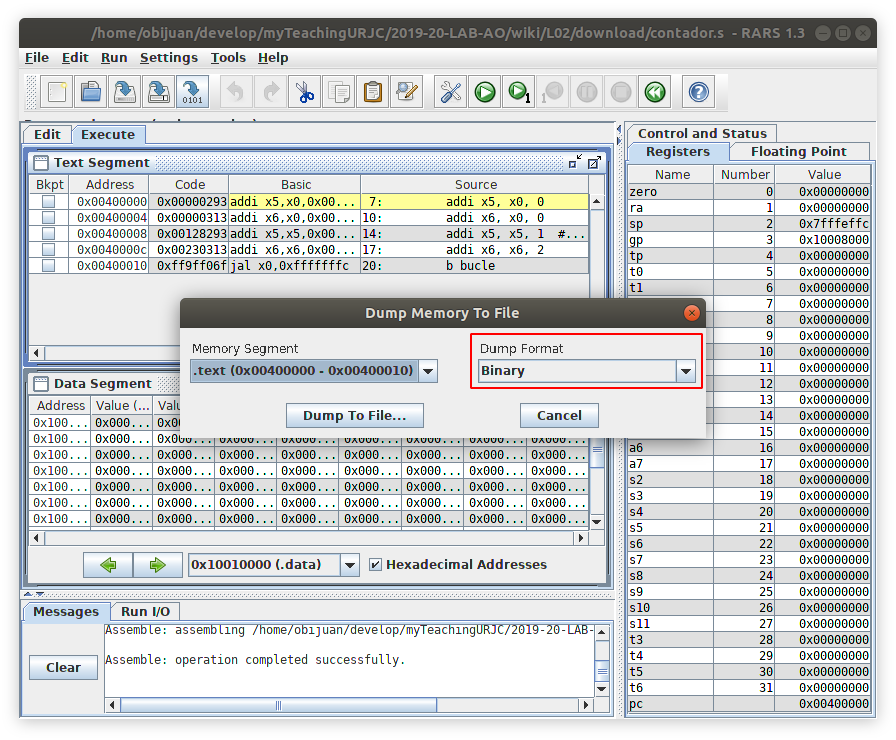 /home/obijuan/develop/myTeachingURJC/2019-20-LAB-AO/wiki/L02/download/contador.s - RARS 1.3
File Edit Run Settings Tools Help
0101
1
1
Edit Execute
Text Segment
Bkpt Address Code Basic Source
0x00400000 0x00000293 addi x5,x0,0x00... 7: addi x5, x0, 0
0x00400004 0x00000313 addi x6,x0,0x00... 10: addi x6, x0, 0
0x00400008 0x00128293 addi x5,x5,0x00... 14: addi x5, x5, 1 #...
0x0040000c 0x00230313 addi x6,x6,0x00... 17: addi x6, x6, 2
0x00400010 0xff9ff06f jal x0,0xfffffffc 20: b bucle
Dump Memory To File
Memory Segment
.text (0x00400000 - 0x00400010)
Dump Format
Binary
Dump To File... Cancel
Data Segment
Address Value (... Valu
0x100... 0x000...
0x100... 0x000... 0x000... 0x000... 0x000... 0x000... 0x000... 0x000... 0x000...
0x100... 0x000... 0x000... 0x000... 0x000... 0x000... 0x000... 0x000... 0x000...
0x100... 0x000... 0x000... 0x000... 0x000... 0x000... 0x000... 0x000... 0x000...
0x100... 0x000... 0x000... 0x000... 0x000... 0x000... 0x000... 0x000... 0x000...
0x100... 0x000... 0x000... 0x000... 0x000... 0x000... 0x000... 0x000... 0x000...
0x100... 0x000... 0x000... 0x000... 0x000... 0x000... 0x000... 0x000... 0x000...
0x10010000 (.data) Hexadecimal Addresses
Messages Run I/O
Assemble: assembling /home/obijuan/develop/myTeachingURJC/2019-20-LAB-
Assemble: operation completed successfully.
Clear
Control and Status
Registers Floating Point
Name Number Value
zero 0 0x00000000
ra 1 0x00000000
sp 2 0x7fffeffc
gp 3 0x10008000
tp 4 0x00000000
t0 5 0x00000000
t1 6 0x00000000
7 0x00000000
8 0x00000000
9 0x00000000
10 0x00000000
11 0x00000000
12 0x00000000
13 0x00000000
14 0x00000000
15 0x00000000
a6 16 0x00000000
a7 17 0x00000000
s2 18 0x00000000
s3 19 0x00000000
s4 20 0x00000000
s5 21 0x00000000
s6 22 0x00000000
s7 23 0x00000000
s8 24 0x00000000
s9 25 0x00000000
s10 26 0x00000000
s11 27 0x00000000
t3 28 0x00000000
t4 29 0x00000000
t5 30 0x00000000
t6 31 0x00000000
pc 0x00400000